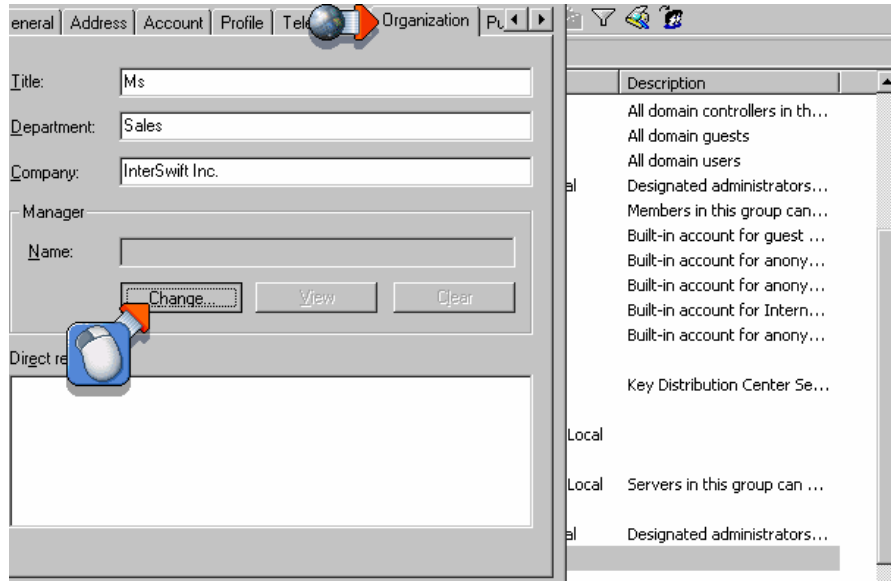 eneral Address Account Profile Tele Organization Pu
Title: Ms
Department: Sales
Company: InterSwift Inc.
Manager
Name:
Change... View Clear
Direct re
Description
All domain controllers in th...
All domain guests
All domain users
al Designated administrators...
Members in this group can...
Built-in account for guest ...
Built-in account for anony...
Built-in account for anony...
Built-in account for Intern...
Built-in account for anony...
Key Distribution Center Se...
Local
Local Servers in this group can ...
al Designated administrators...